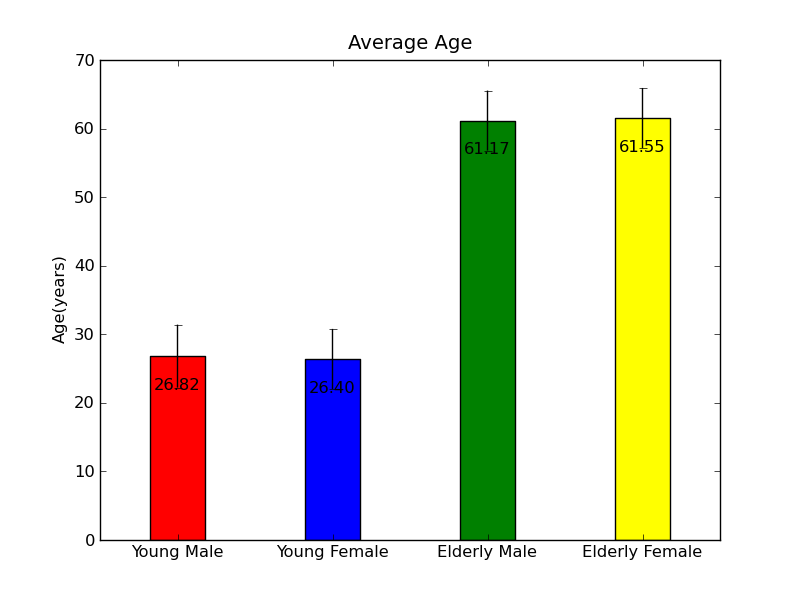 Average Age
Age(years)
70
60
50
40
30
20
10
0
26.82
26.40
61.17
61.55
Young Male
Young Female
Elderly Male
Elderly Female